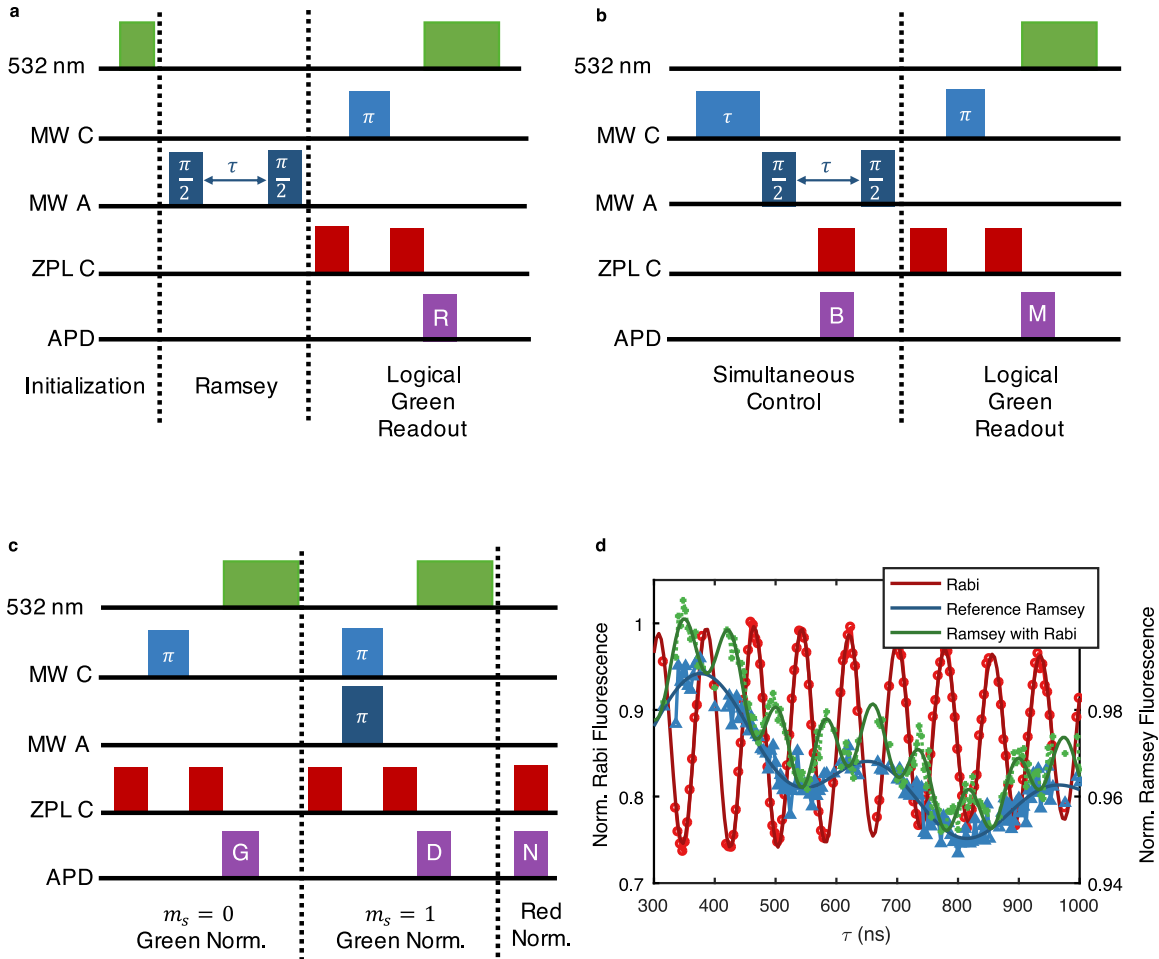 a
532 nm
MW C
π
MW A
π/2
τ
π/2
ZPL C
APD
R
Initialization
Ramsey
Logical
Green
Readout
b
532 nm
MW C
τ
π
MW A
π/2
τ
π/2
ZPL C
APD
B
M
Simultaneous
Control
Logical
Green
Readout
c
532 nm
MW C
π
π
MW A
π
ZPL C
APD
G
D
N
m_s = 0
Green Norm.
m_s = 1
Green Norm.
Red
Norm.
d
Rabi
Reference Ramsey
Ramsey with Rabi
Norm. Rabi Fluorescence
1
0.9
0.8
0.7
Norm. Ramsey Fluorescence
0.98
0.96
0.94
300 400 500 600 700 800 900 1000
τ (ns)